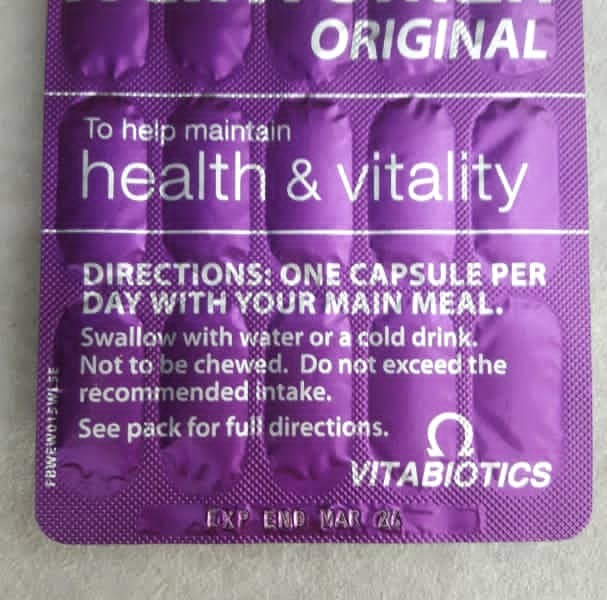 ORIGINAL
To help maintain
health & vitality
DIRECTIONS: ONE CAPSULE PER
DAY WITH YOUR MAIN MEAL.
Swallow with water or a cold drink.
Not to be chewed. Do not exceed the
recommended intake.
See pack for full directions.
VITABIOTICS
EXP END MAR 26